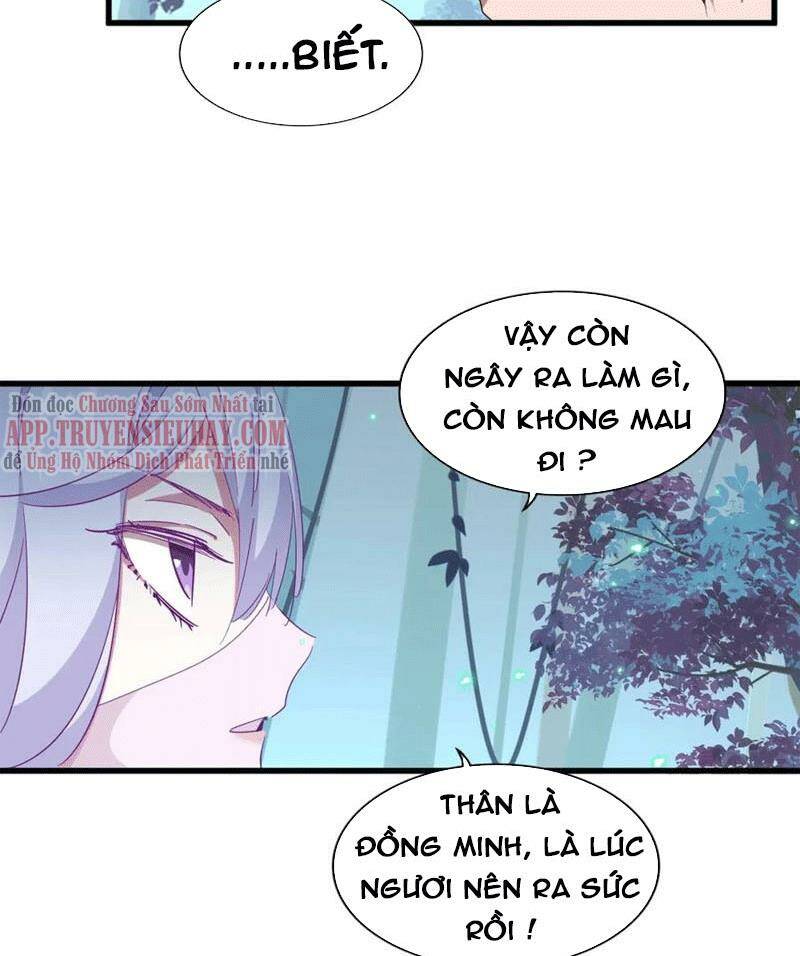 .....BIẾT.
VẬY CÒN
NGÂY RA LÀM GÌ,
CÒN KHÔNG MAU
ĐI ?
Đón đọc Chương Sau Sớm Nhất tại
APP.TRUYENSIEUHAY.COM
để Ủng Hộ Nhóm Dịch Phát Triển nhé
THÂN LÀ
ĐỒNG MINH, LÀ LÚC
NGƯƠI NÊN RA SỨC
RỒI !